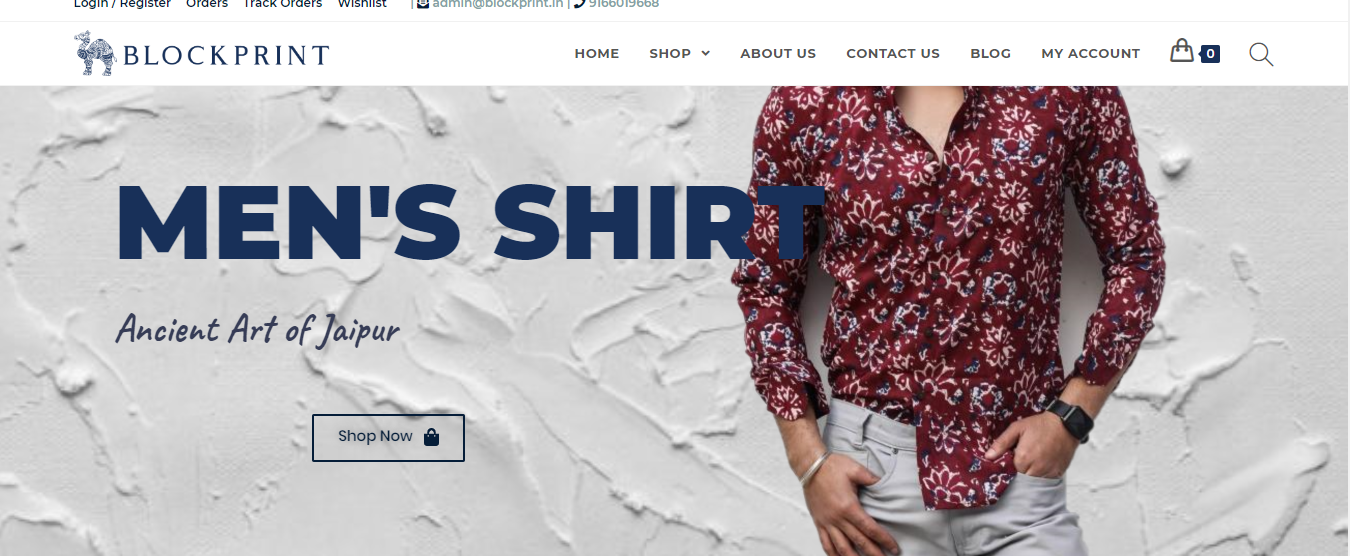 Login / Register Orders Track Orders Wishlist | admin@blockprint.in | 9166019668
BLOCKPRINT HOME SHOP ABOUT US CONTACT US BLOG MY ACCOUNT 0
MEN'S SHIRT
Ancient Art of Jaipur
Shop Now